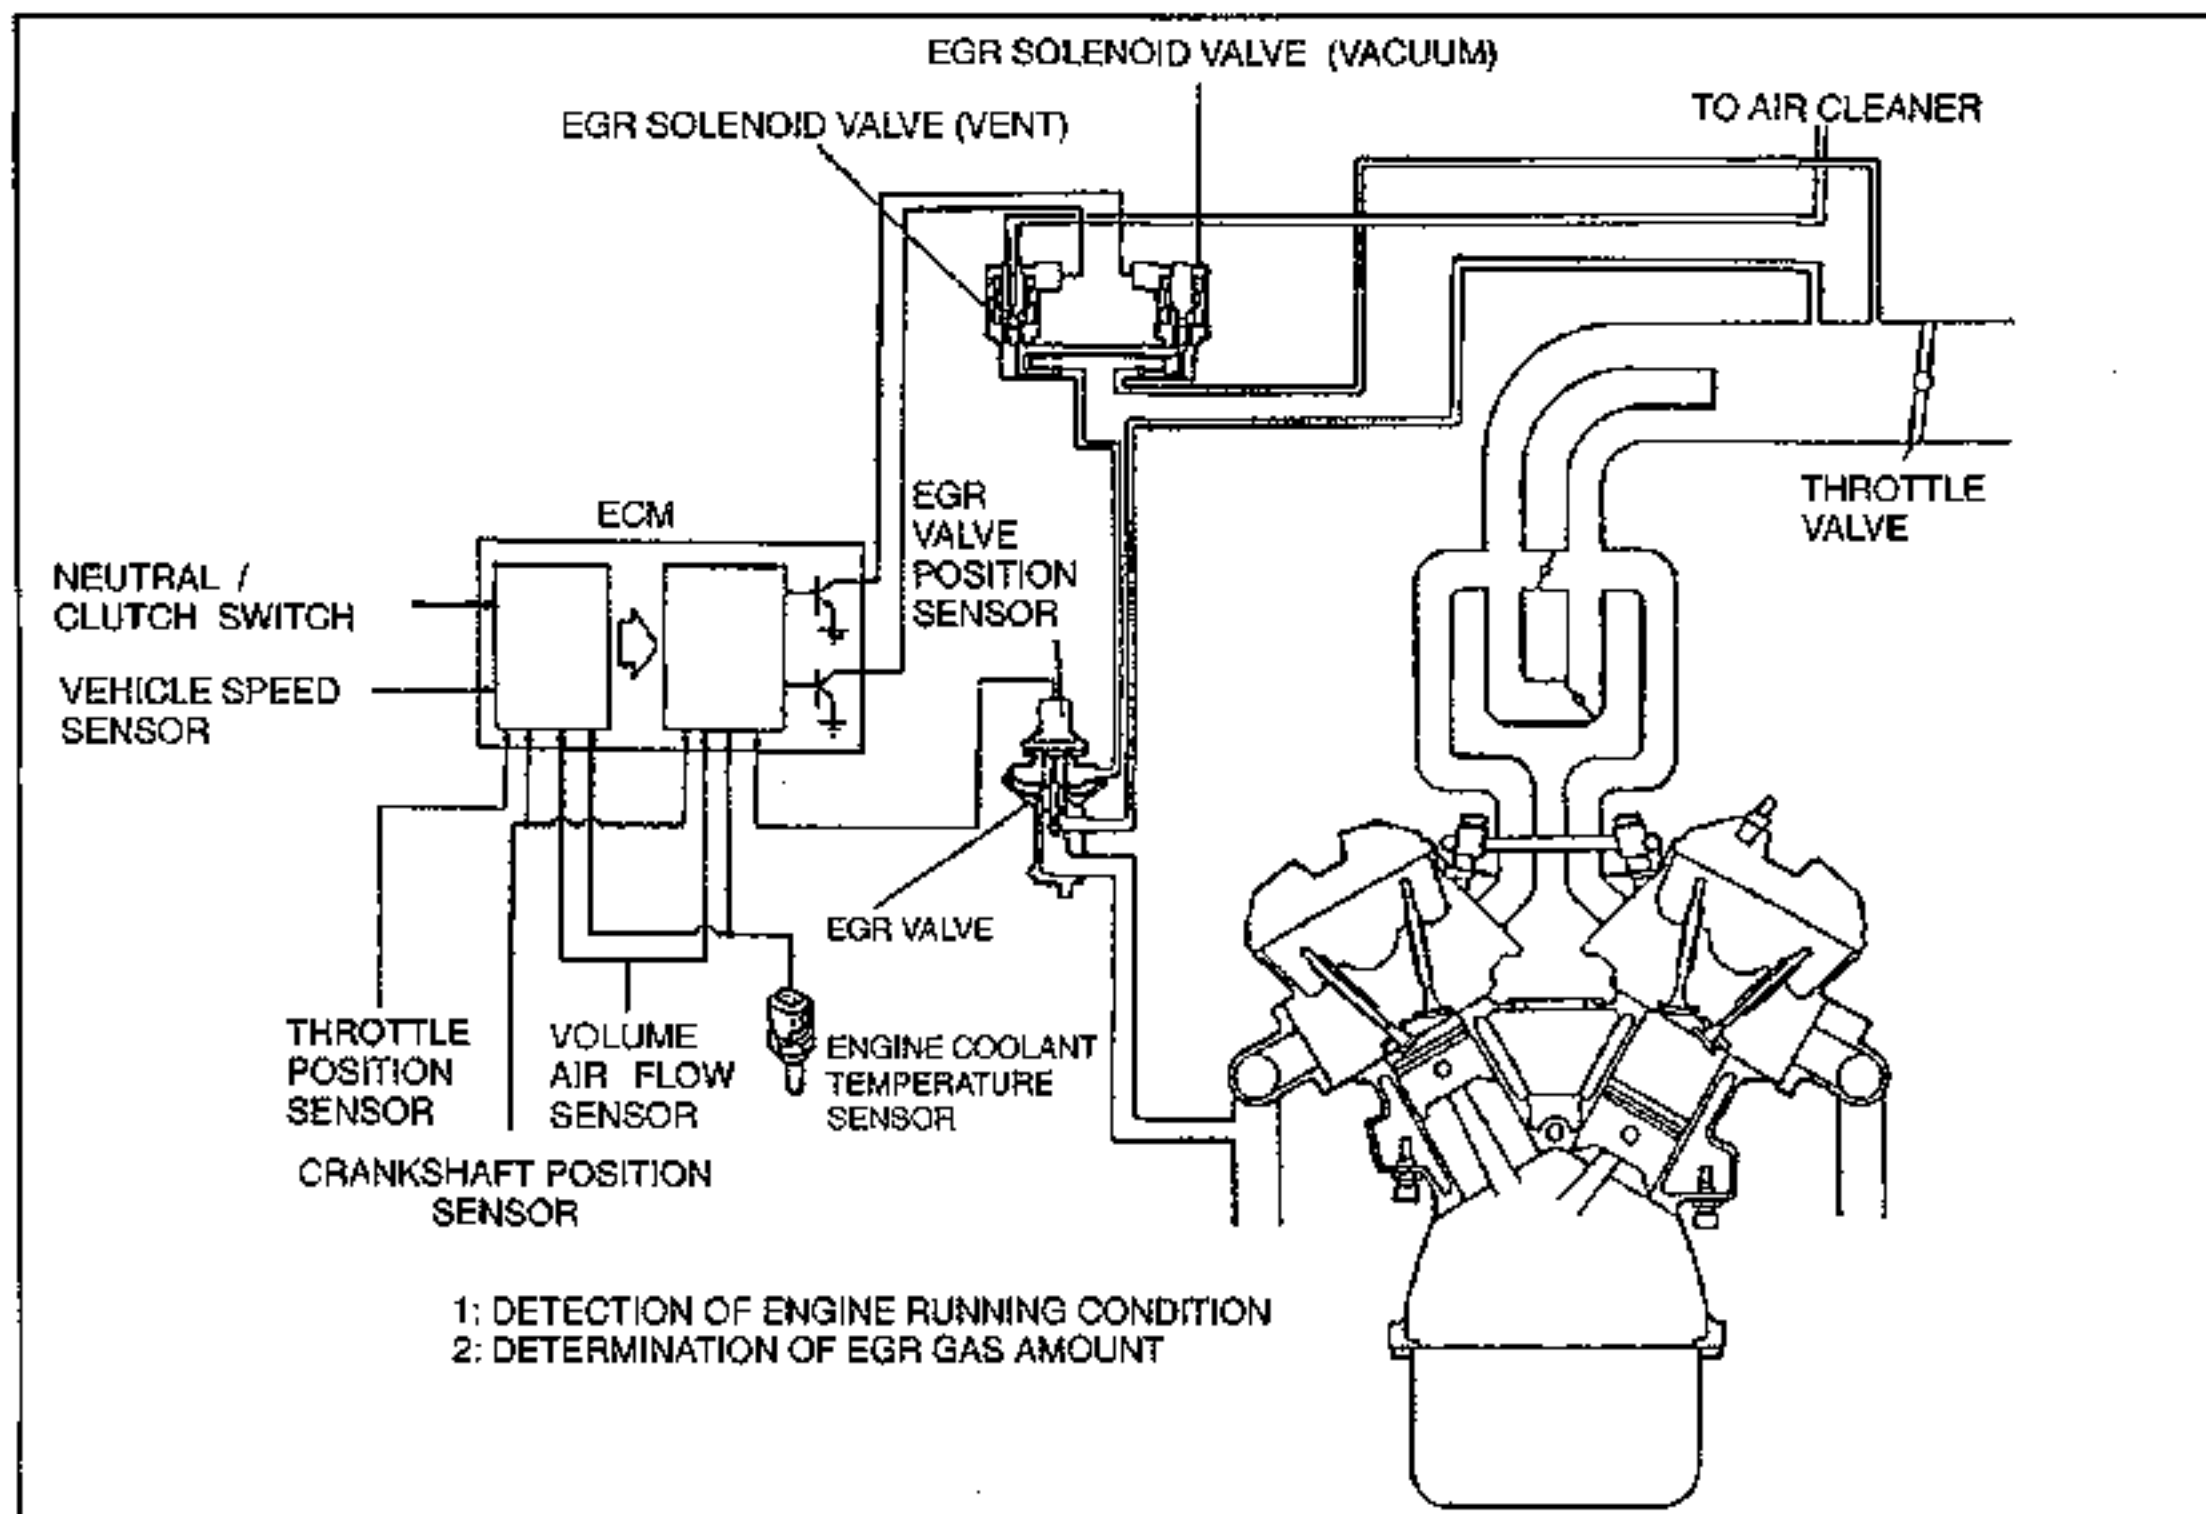 EGR SOLENOID VALVE (VACUUM)
EGR SOLENOID VALVE (VENT)
TO AIR CLEANER
THROTTLE
VALVE
ECM
EGR
VALVE
POSITION
SENSOR
NEUTRAL /
CLUTCH SWITCH
VEHICLE SPEED
SENSOR
EGR VALVE
THROTTLE
POSITION
SENSOR
VOLUME
AIR FLOW
SENSOR
ENGINE COOLANT
TEMPERATURE
SENSOR
CRANKSHAFT POSITION
SENSOR
1: DETECTION OF ENGINE RUNNING CONDITION
2: DETERMINATION OF EGR GAS AMOUNT